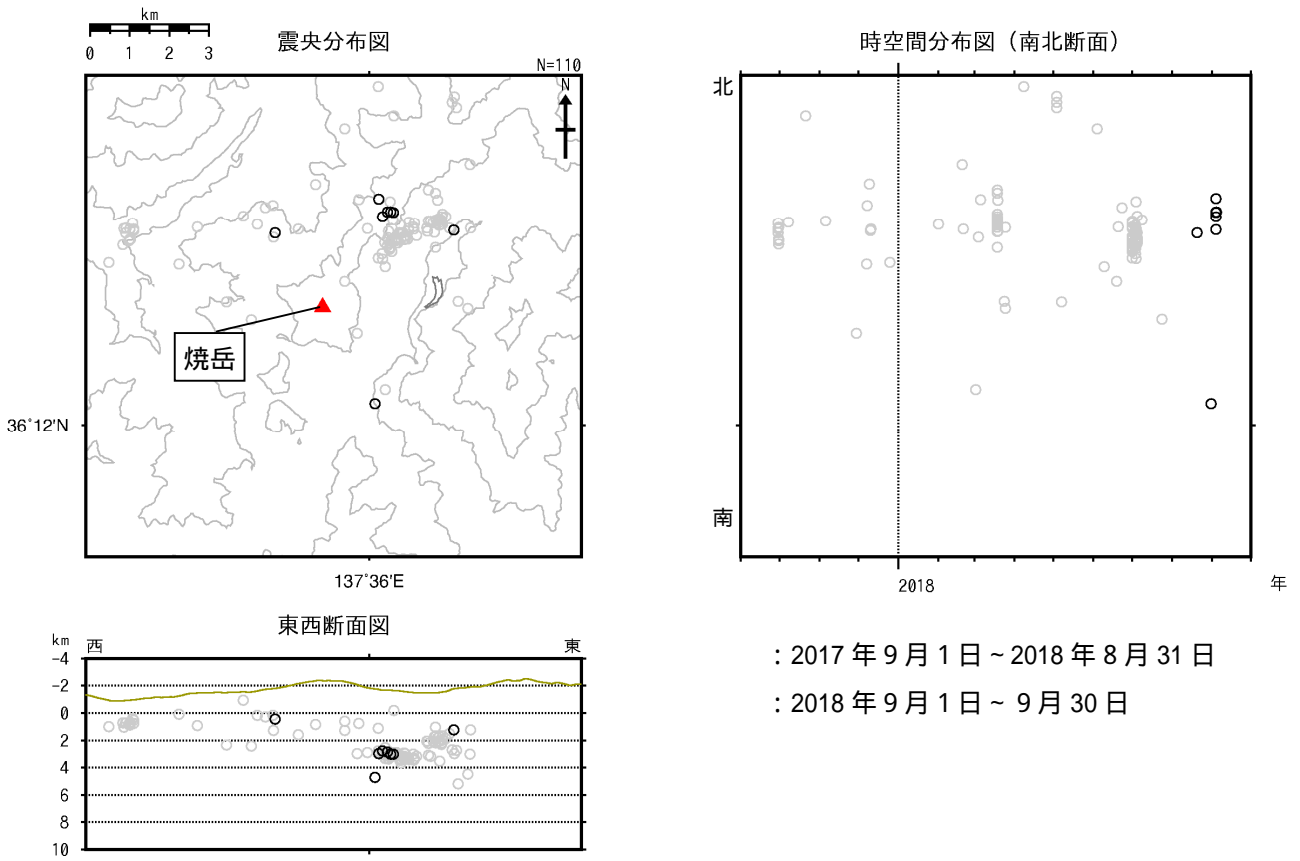 km
0 1 2 3
震央分布図
N=110
N
焼岳
36°12'N
137°36'E
時空間分布図（南北断面）
北
南
2018
年
東西断面図
km
西
東
-4
-2
0
2
4
6
8
10
：2017 年 9 月 1 日 ~ 2018 年 8 月 31 日
：2018 年 9 月 1 日 ~ 9 月 30 日